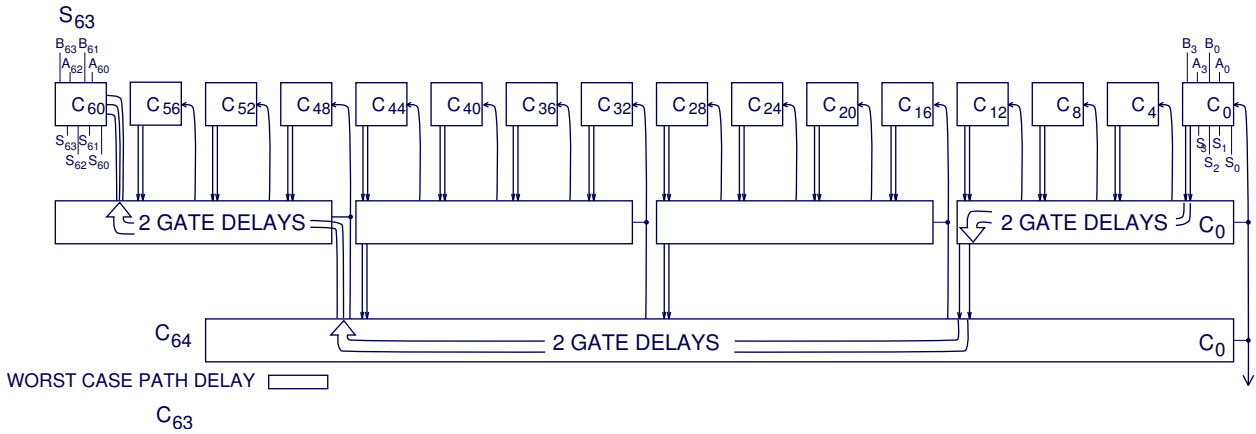 S63
B63 B61 B3 B0
A62 A60 A3 A0
C60 C56 C52 C48 C44 C40 C36 C32 C28 C24 C20 C16 C12 C8 C4 C0
S63 S61 S3 S1
S62 S60 S2 S0
2 GATE DELAYS 2 GATE DELAYS C0
C64 2 GATE DELAYS C0
WORST CASE PATH DELAY
C63